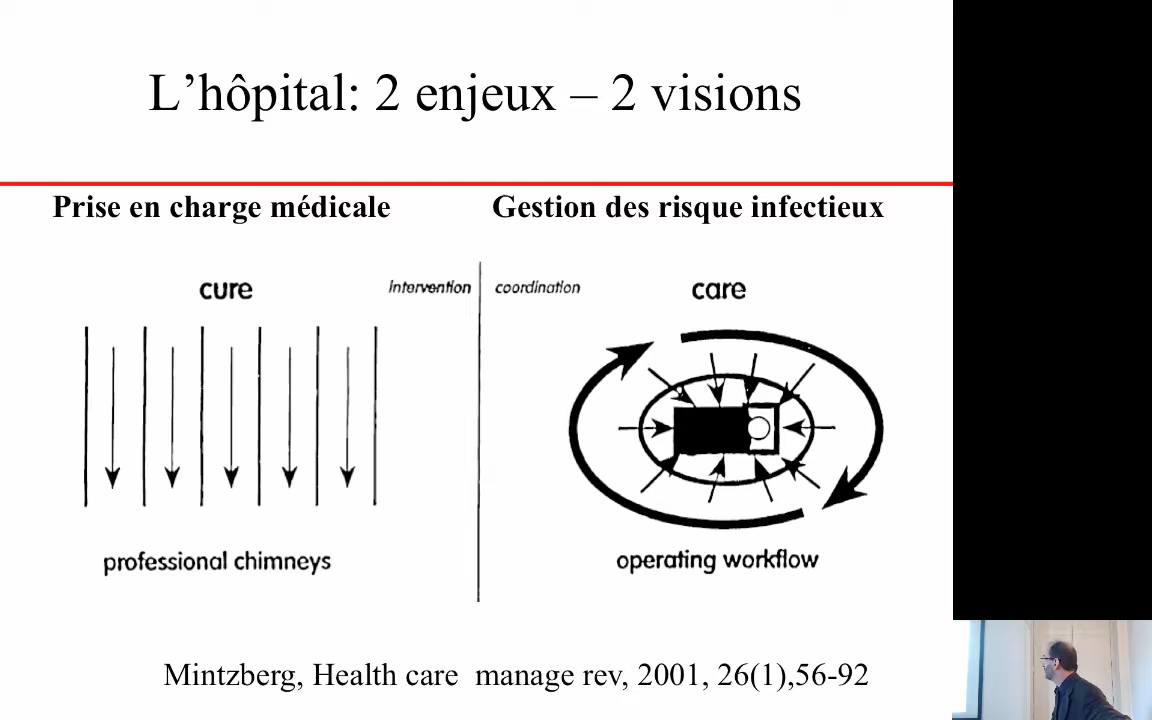 L’hôpital: 2 enjeux – 2 visions
Prise en charge médicale
Gestion des risque infectieux
cure
intervention
coordination
care
professional chimneys
operating workflow
Mintzberg, Health care manage rev, 2001, 26(1),56-92